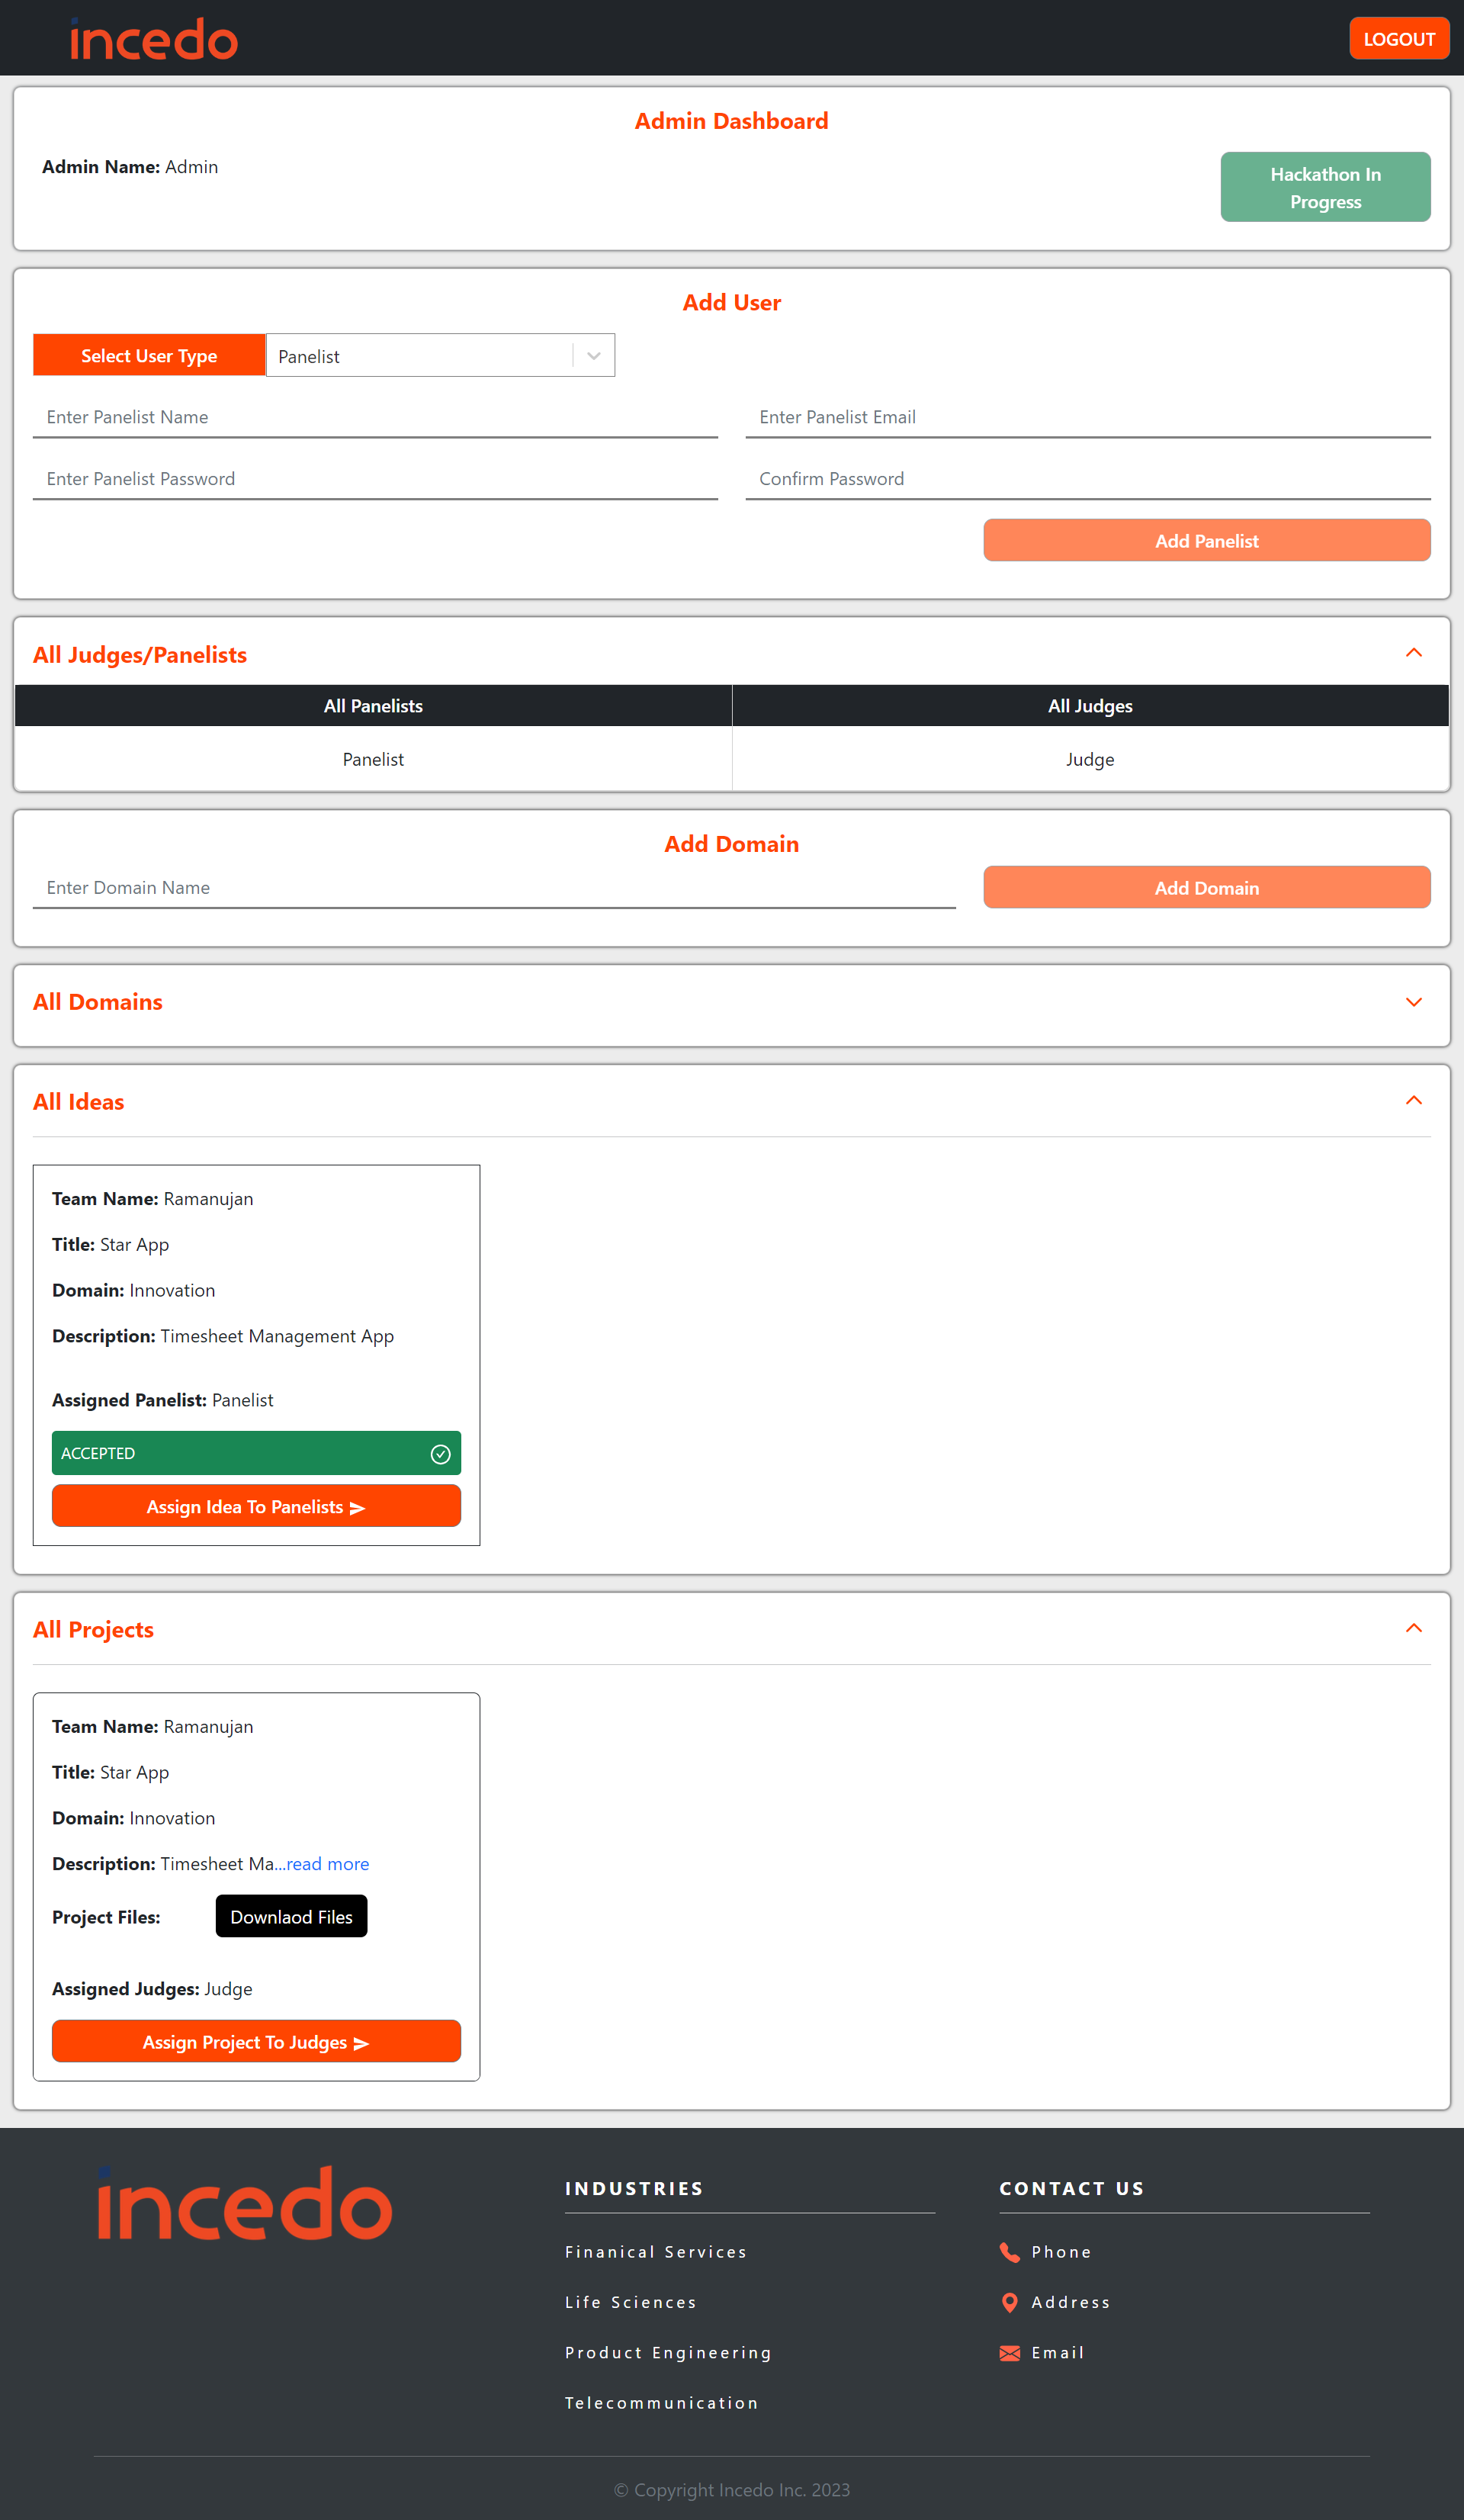 incedo
LOGOUT
Admin Dashboard
Admin Name: Admin
Hackathon In
Progress
Add User
Select User Type
Panelist
Enter Panelist Name
Enter Panelist Email
Enter Panelist Password
Confirm Password
Add Panelist
All Judges/Panelists
All Panelists
All Judges
Panelist
Judge
Add Domain
Enter Domain Name
Add Domain
All Domains
All Ideas
Team Name: Ramanujan
Title: Star App
Domain: Innovation
Description: Timesheet Management App
Assigned Panelist: Panelist
ACCEPTED
Assign Idea To Panelists
All Projects
Team Name: Ramanujan
Title: Star App
Domain: Innovation
Description: Timesheet Ma...read more
Project Files:
Downlaod Files
Assigned Judges: Judge
Assign Project To Judges
incedo
INDUSTRIES
Finanical Services
Life Sciences
Product Engineering
Telecommunication
CONTACT US
Phone
Address
Email
© Copyright Incedo Inc. 2023